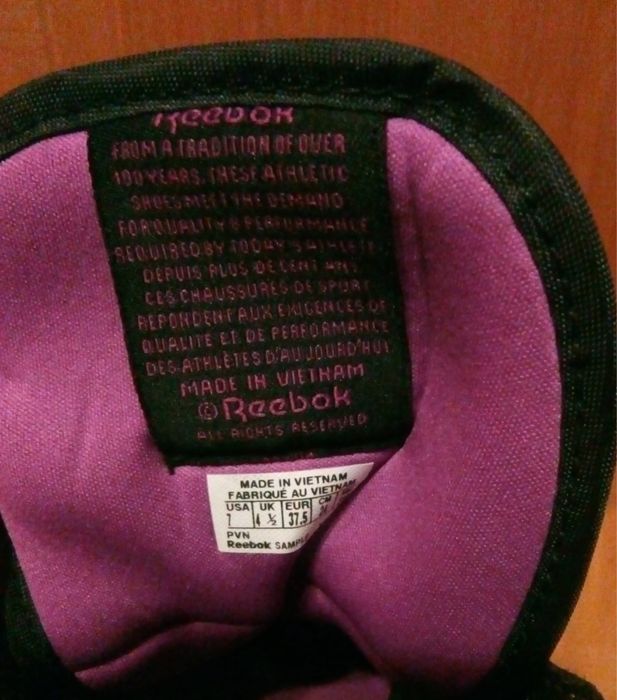 Reebok
FROM A TRADITION OF OVER
100 YEARS. THESE ATHLETIC
SHOES MEET THE DEMAND
FOR QUALITY & PERFORMANCE
REQUIRED BY TODAY'S ATHLETE
DEPUIS PLUS DE CENT ANS
CES CHAUSSURES DE SPORT
REPONDENT AUX EXIGENCES DE
QUALITE ET DE PERFORMANCE
DES ATHLÈTES D'AUJOURD'HUI
MADE IN VIETNAM
©Reebok
ALL RIGHTS RESERVED
MADE IN VIETNAM
FABRIQUÉ AU VIETNAM
USA UK EUR CM
7 4 ½ 37.5
PVN
Reebok